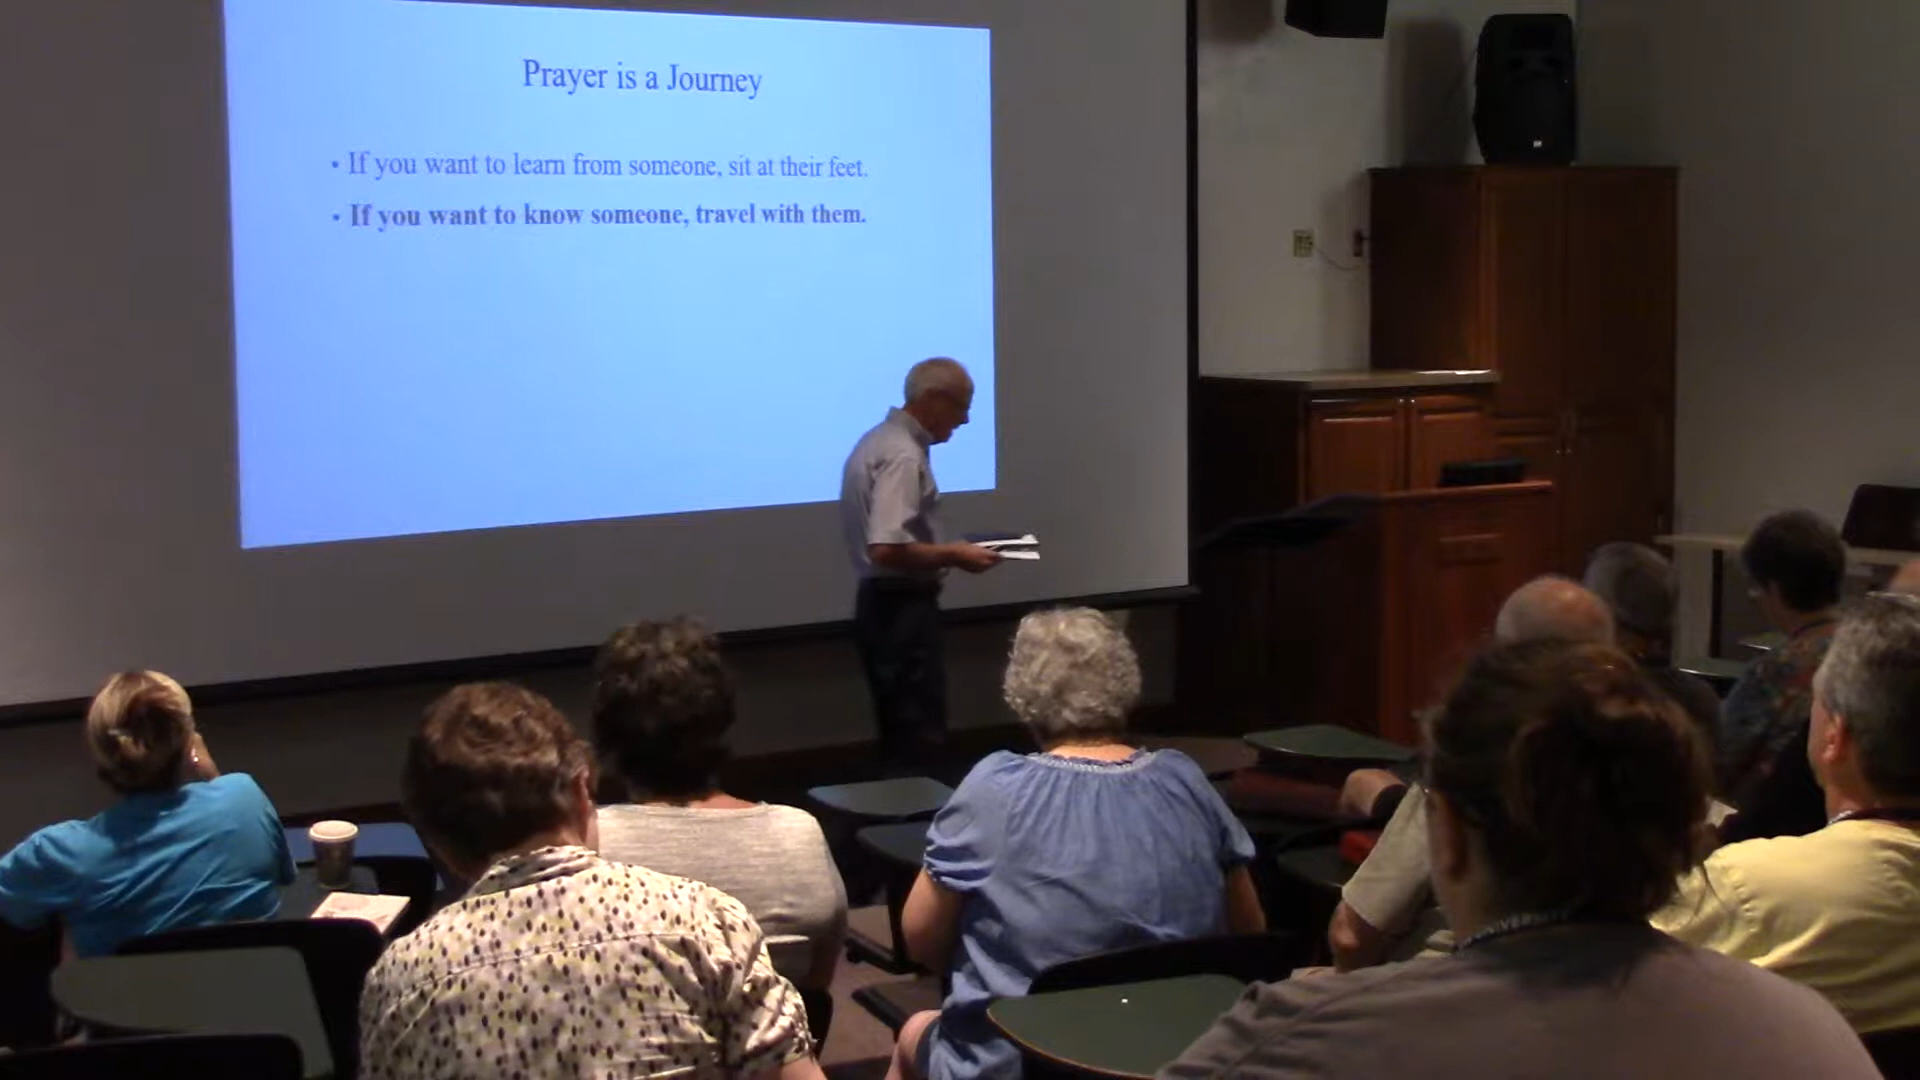 Prayer is a Journey
• If you want to learn from someone, sit at their feet.
• If you want to know someone, travel with them.